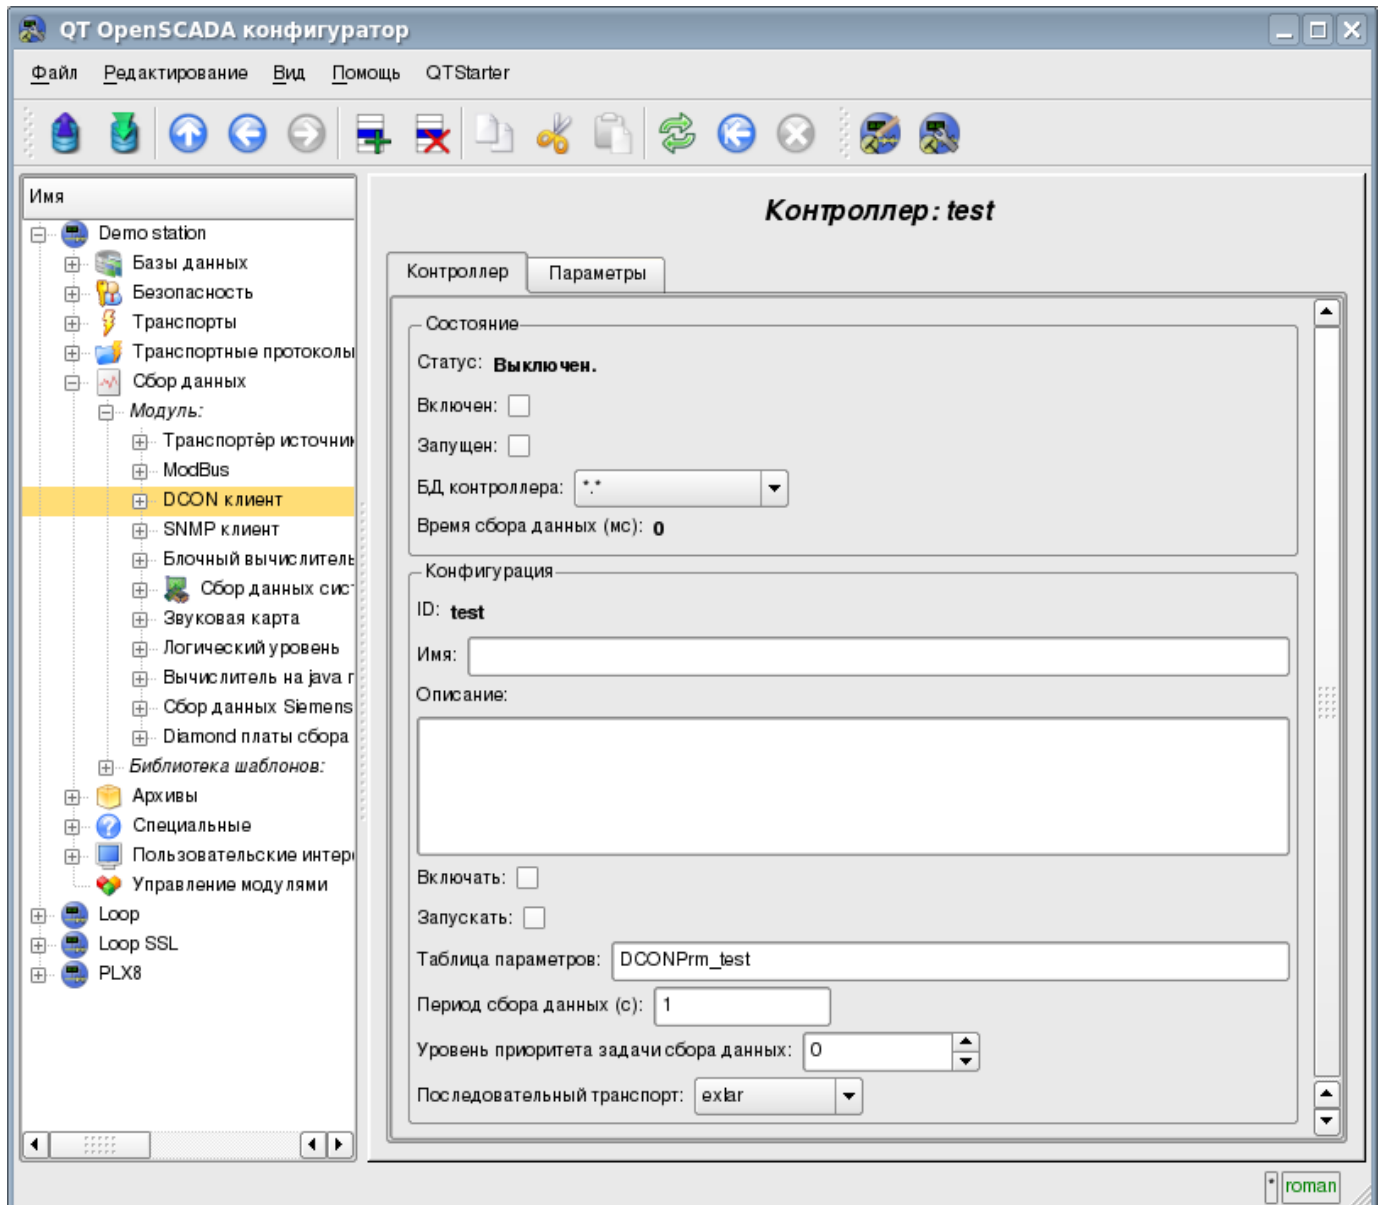 QT OpenSCADA конфигуратор
Файл Редактирование Вид Помощь QTStarter
Имя
Demo station
Базы данных
Безопасность
Транспорты
Транспортные протоколы
Сбор данных
Модуль:
Транспортёр источник
ModBus
DCON клиент
SNMP клиент
Блочный вычислитель
Сбор данных сис
Звуковая карта
Логический уровень
Вычислитель на java
Сбор данных Siemens
Diamond платы сбора
Библиотека шаблонов:
Архивы
Специальные
Пользовательские интер
Управление модулями
Loop
Loop SSL
PLX8
Контроллер: test
Контроллер Параметры
Состояние
Статус: Выключен.
Включен:
Запущен:
БД контроллера: *.*
Время сбора данных (мс): 0
Конфигурация
ID: test
Имя:
Описание:
Включать:
Запускать:
Таблица параметров: DCONPrm_test
Период сбора данных (с): 1
Уровень приоритета задачи сбора данных: 0
Последовательный транспорт: exlar
* roman